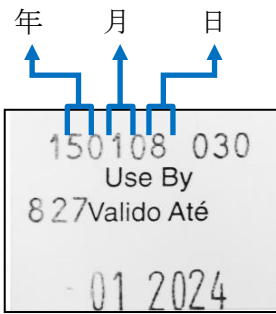 年 月 日
150108 030
Use By
827Valido Até
- 01 2024